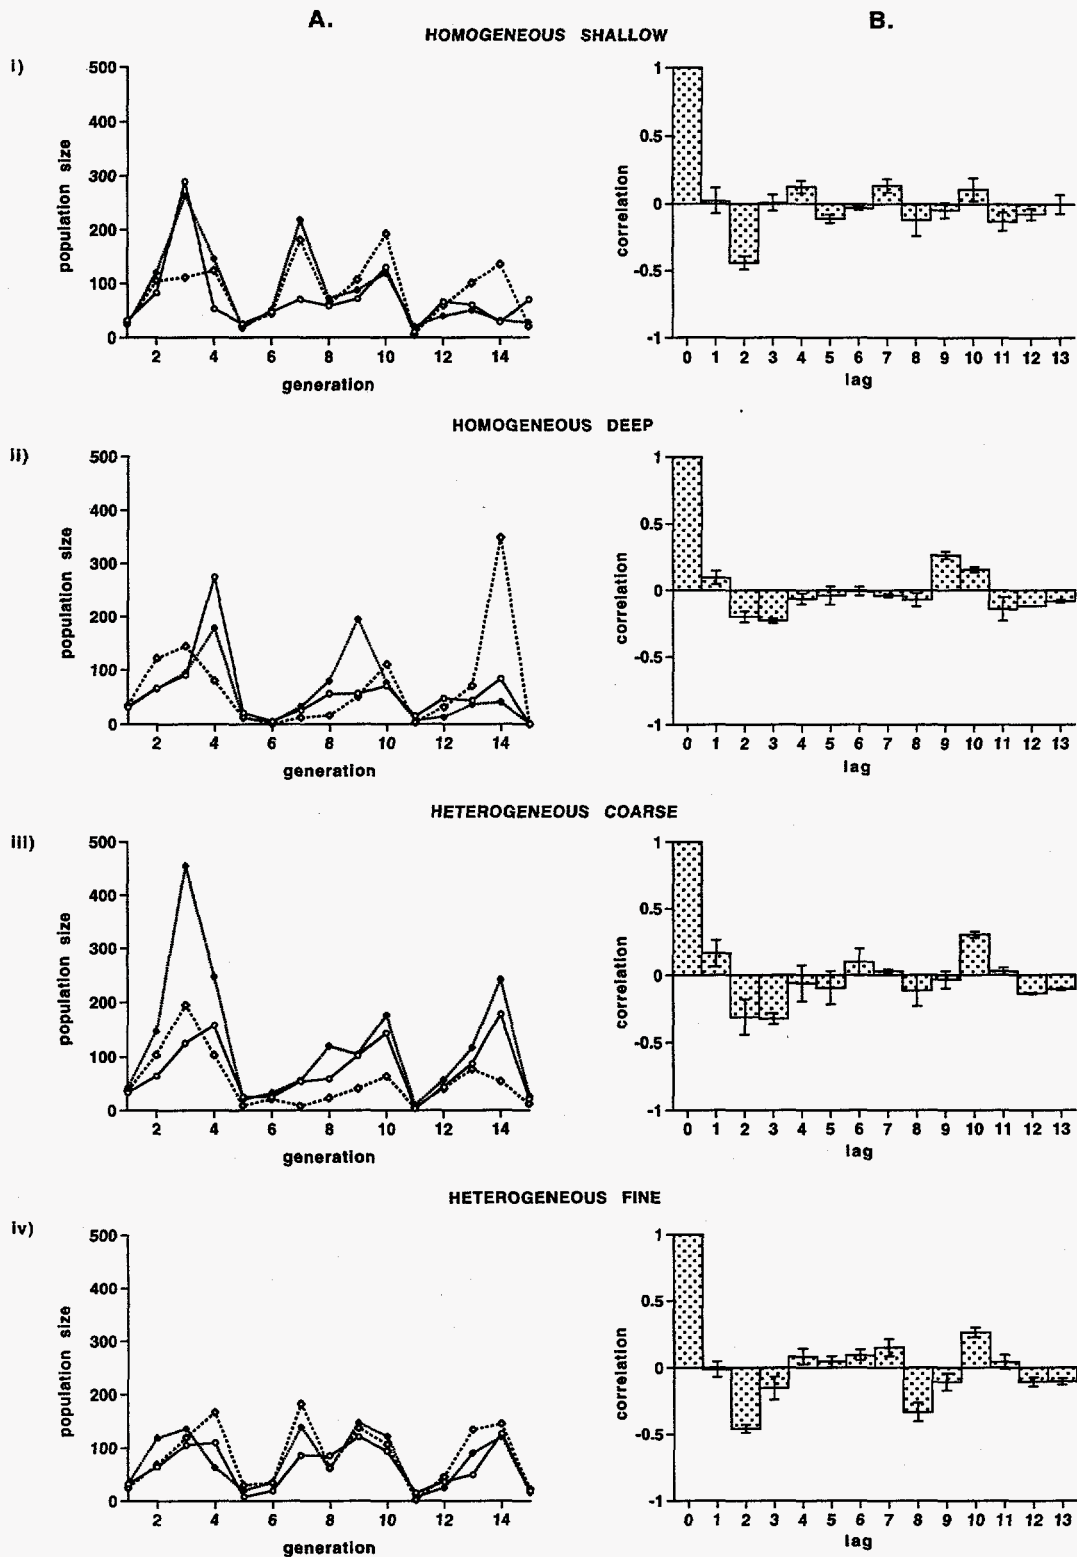 A.
B.
HOMOGENEOUS SHALLOW
i)
population size
500
400
300
200
100
0
2 4 6 8 10 12 14
generation
correlation
1
0.5
0
-0.5
-1
0 1 2 3 4 5 6 7 8 9 10 11 12 13
lag
HOMOGENEOUS DEEP
ii)
population size
500
400
300
200
100
0
2 4 6 8 10 12 14
generation
correlation
1
0.5
0
-0.5
-1
0 1 2 3 4 5 6 7 8 9 10 11 12 13
lag
HETEROGENEOUS COARSE
iii)
population size
500
400
300
200
100
0
2 4 6 8 10 12 14
generation
correlation
1
0.5
0
-0.5
-1
0 1 2 3 4 5 6 7 8 9 10 11 12 13
lag
HETEROGENEOUS FINE
iv)
population size
500
400
300
200
100
0
2 4 6 8 10 12 14
generation
correlation
1
0.5
0
-0.5
-1
0 1 2 3 4 5 6 7 8 9 10 11 12 13
lag